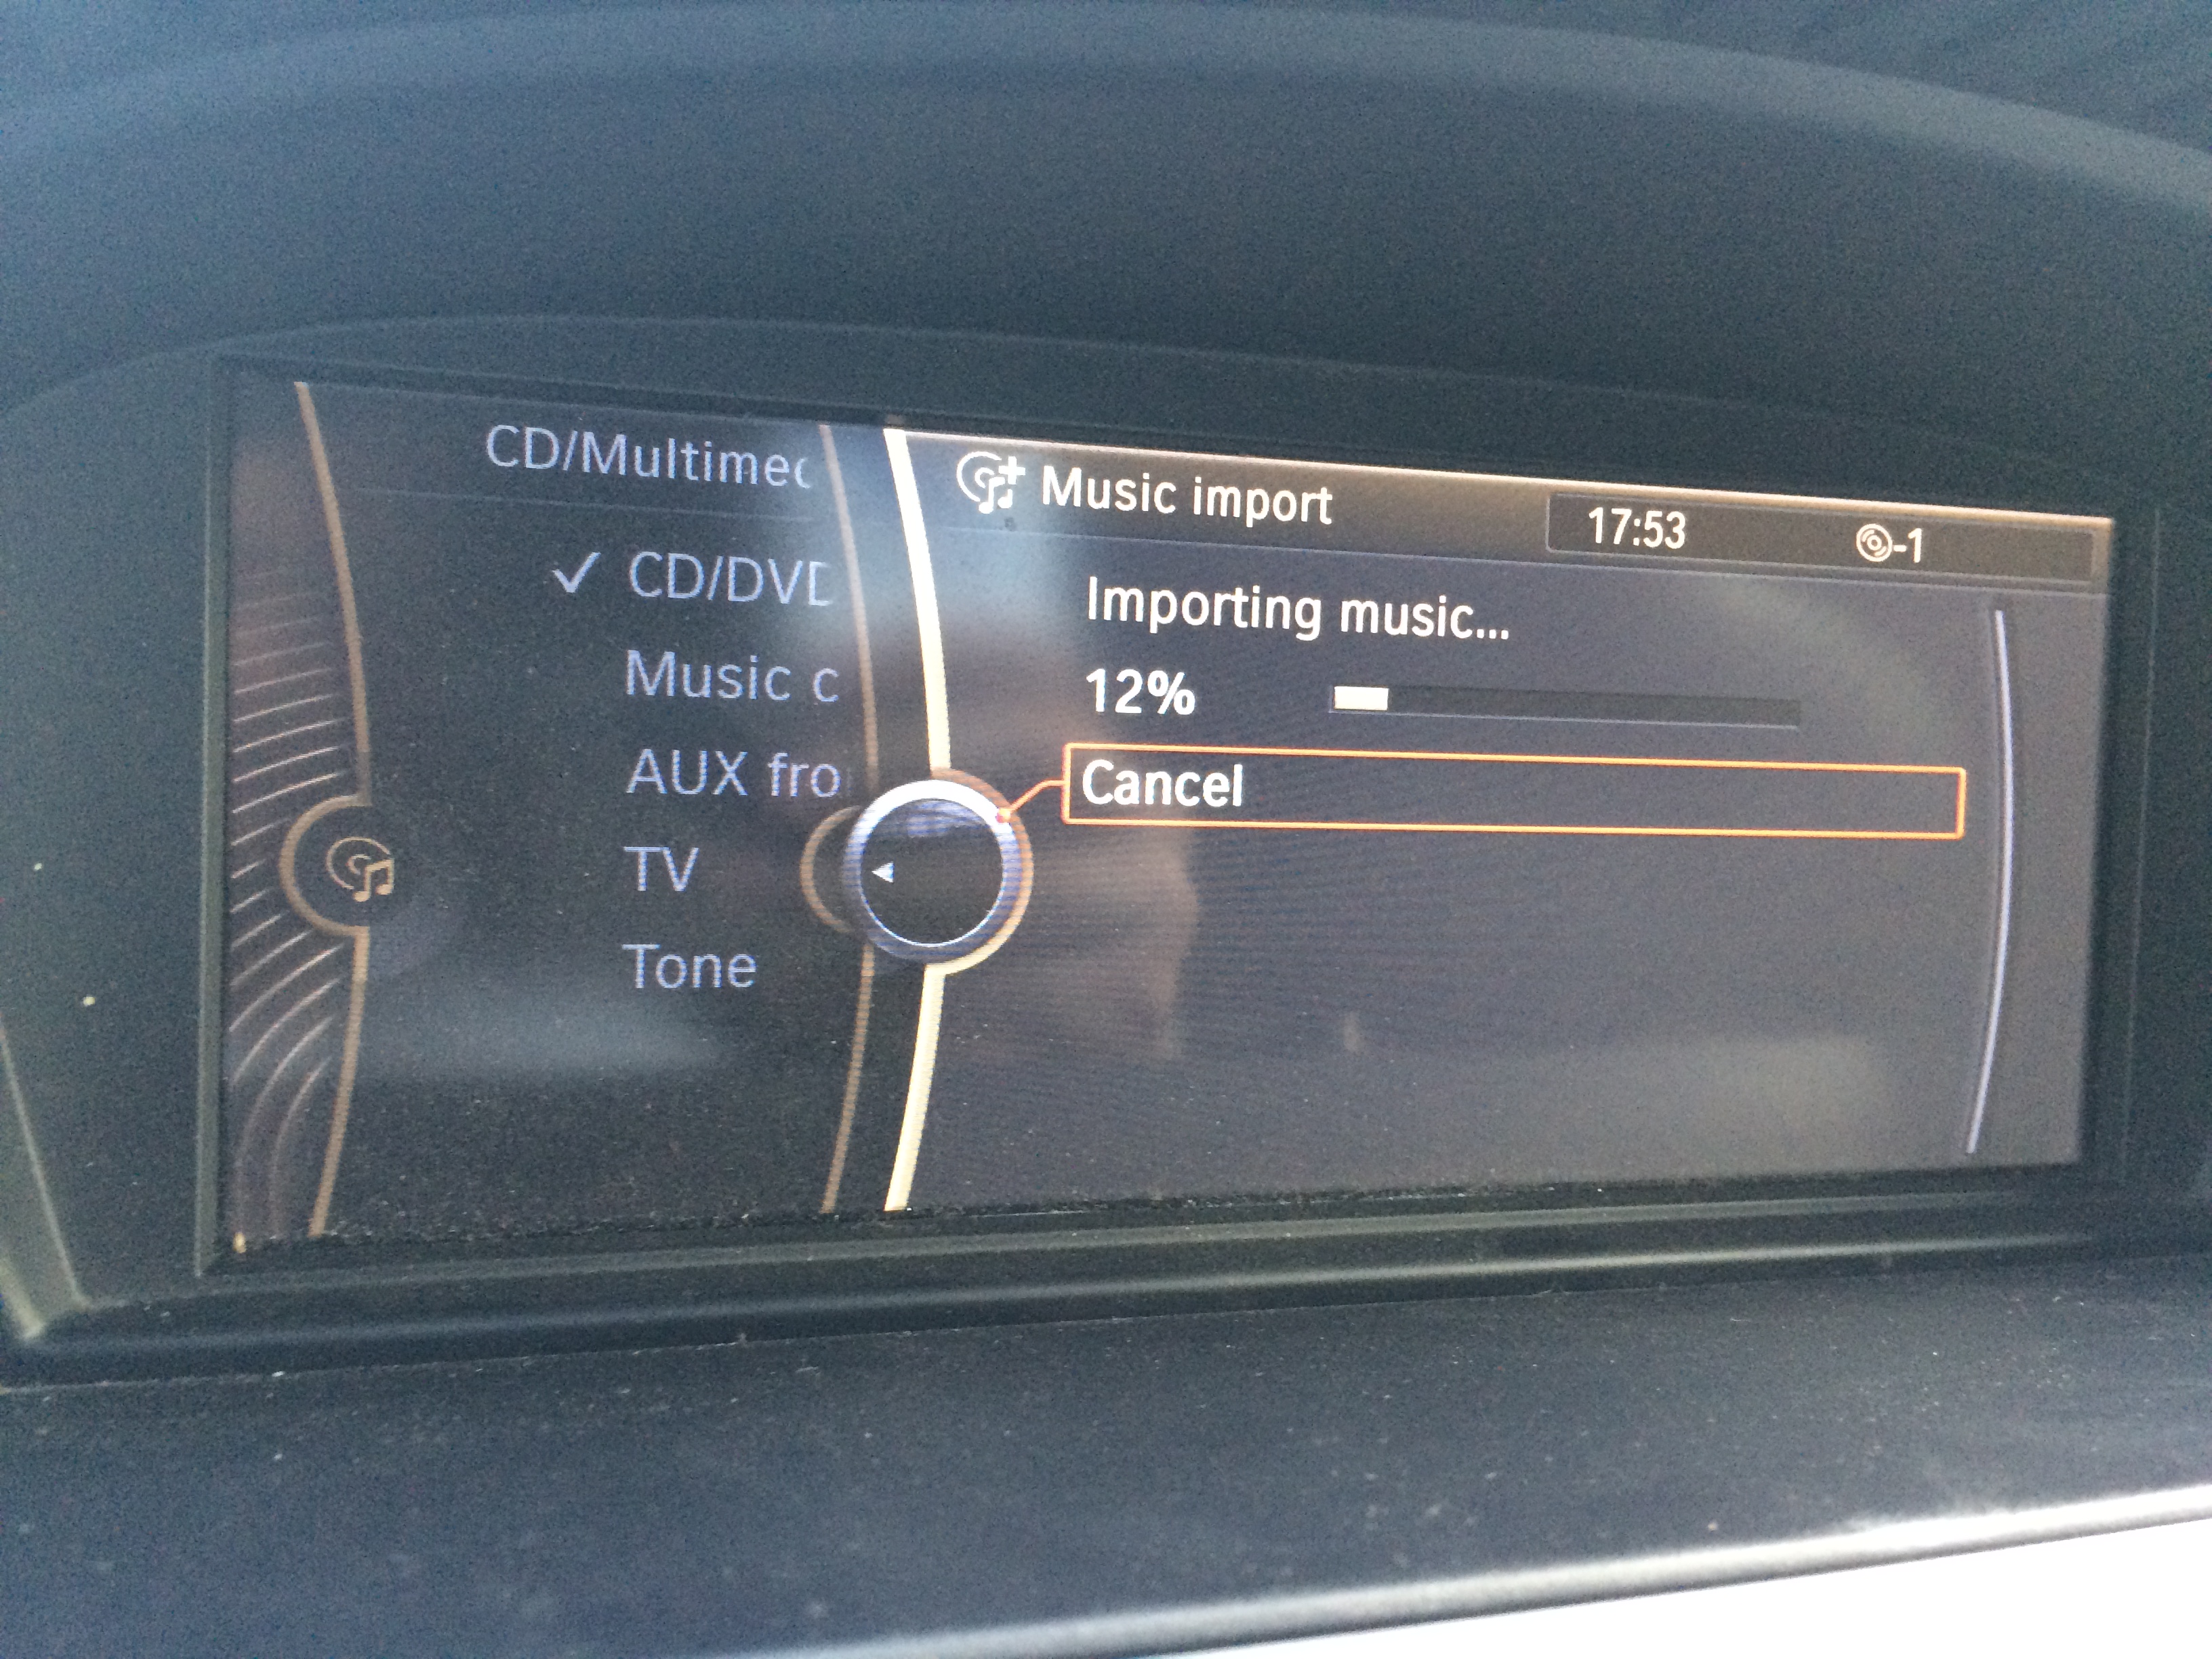 CD/Multimec
✓ CD/DVD
Music c
AUX fro
TV
Tone
Music import
17:53
-1
Importing music...
12%
Cancel